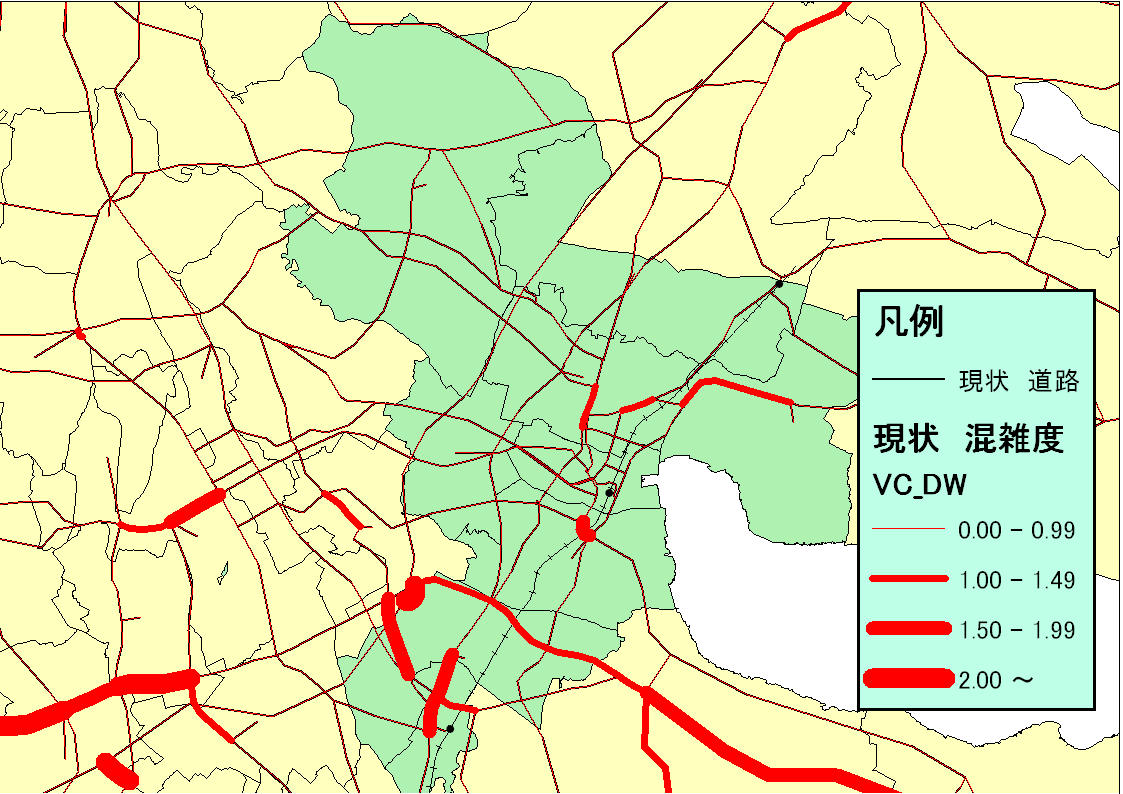 凡例
現状　道路
現状　混雑度
VC_DW
0.00 - 0.99
1.00 - 1.49
1.50 - 1.99
2.00 ～